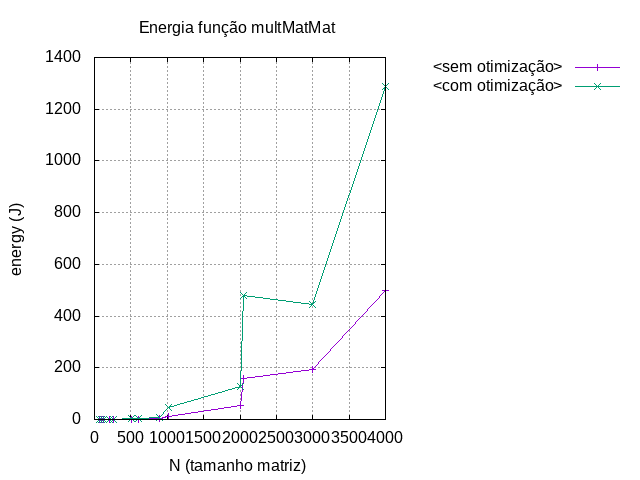 Energia função multMatMat
<sem otimização>
<com otimização>
energy (J)
1400
1200
1000
800
600
400
200
0
0 500 1000 1500 2000 2500 3000 3500 4000
N (tamanho matriz)